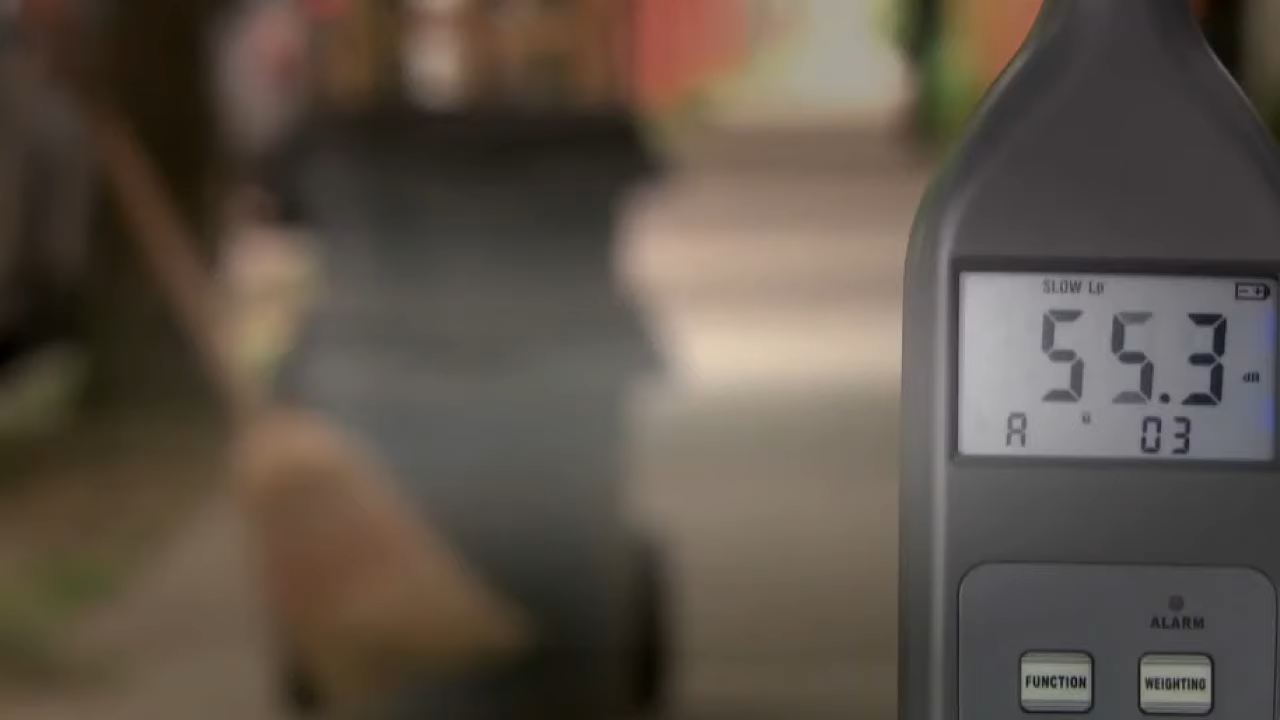 SLOW Lp
55.3 dB
A 03
ALARM
FUNCTION WEIGHTING